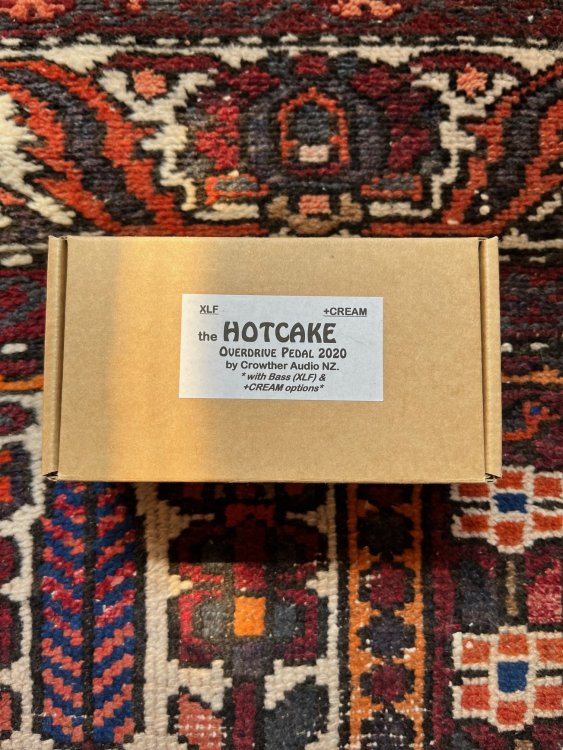 XLF +CREAM
the HOTCAKE
OVERDRIVE PEDAL 2020
by Crowther Audio NZ.
*with Bass (XLF) &
+CREAM options*